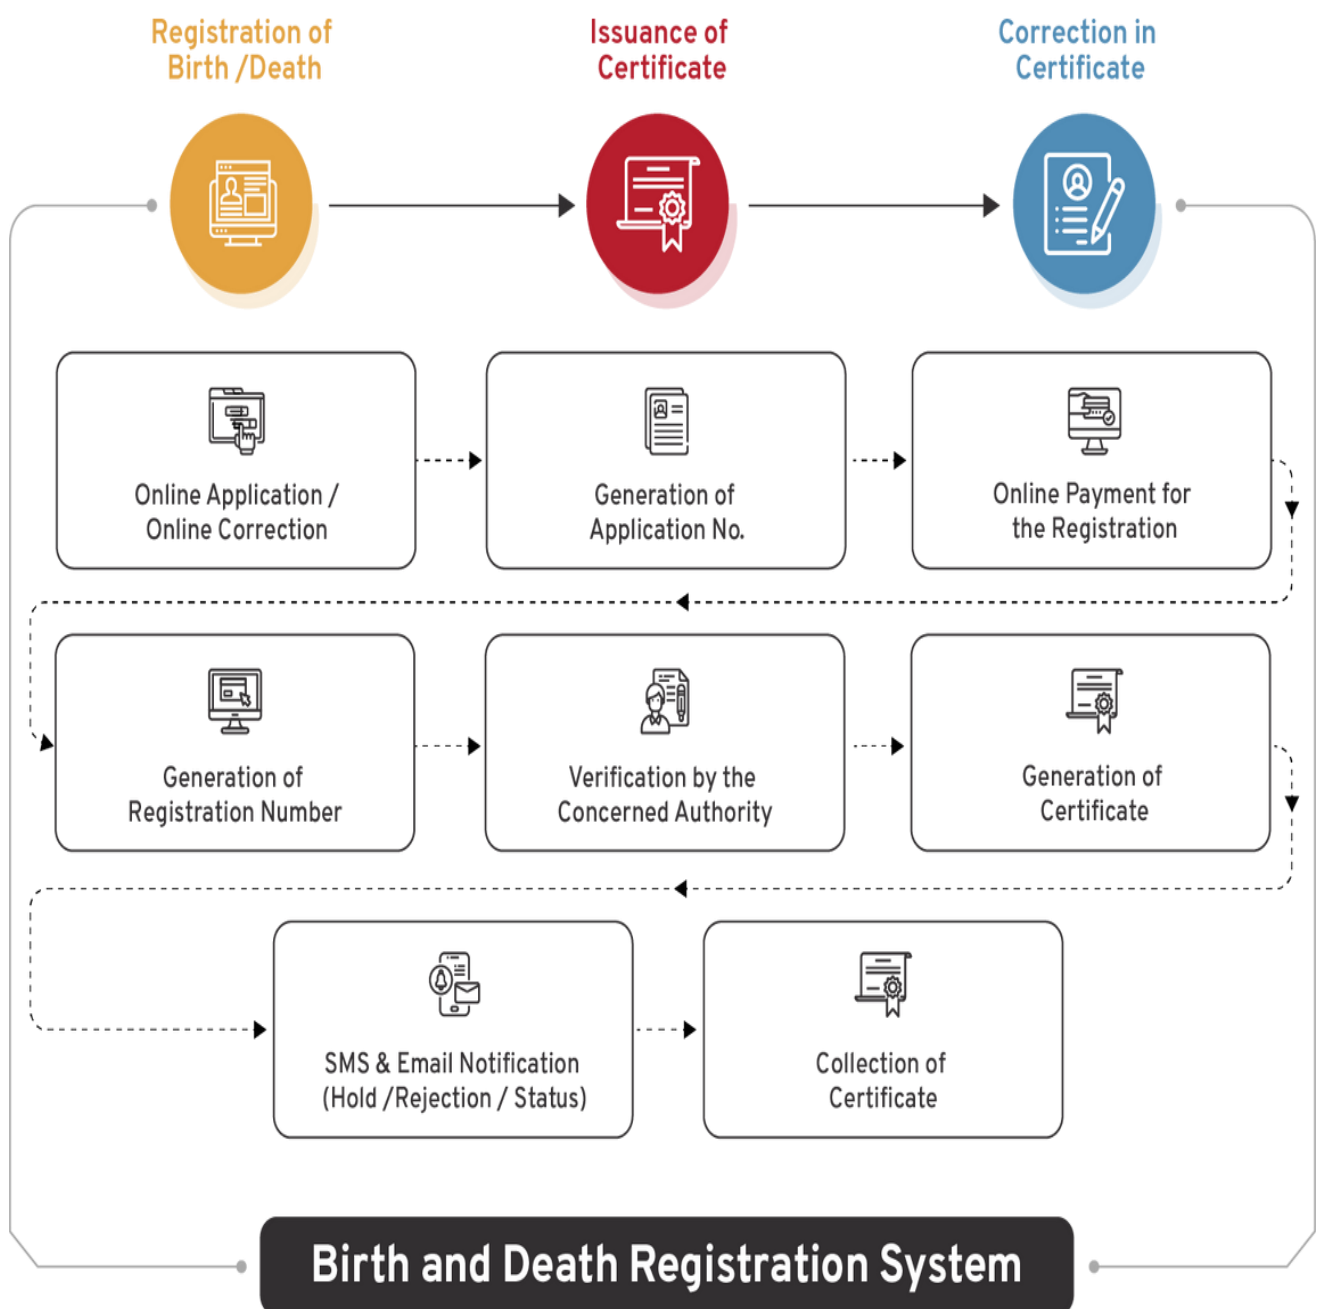 Registration of
Birth /Death
Issuance of
Certificate
Correction in
Certificate
Online Application /
Online Correction
Generation of
Application No.
Online Payment for
the Registration
Generation of
Registration Number
Verification by the
Concerned Authority
Generation of
Certificate
SMS & Email Notification
(Hold /Rejection / Status)
Collection of
Certificate
Birth and Death Registration System